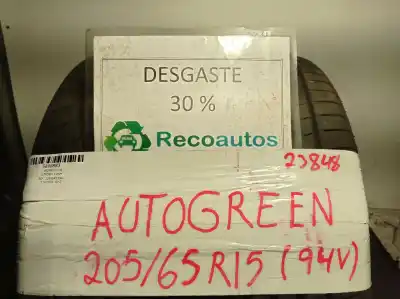 DESGASTE
30 %
Recoautos
23848
AUTOGREEN
205/65R15 (94V)